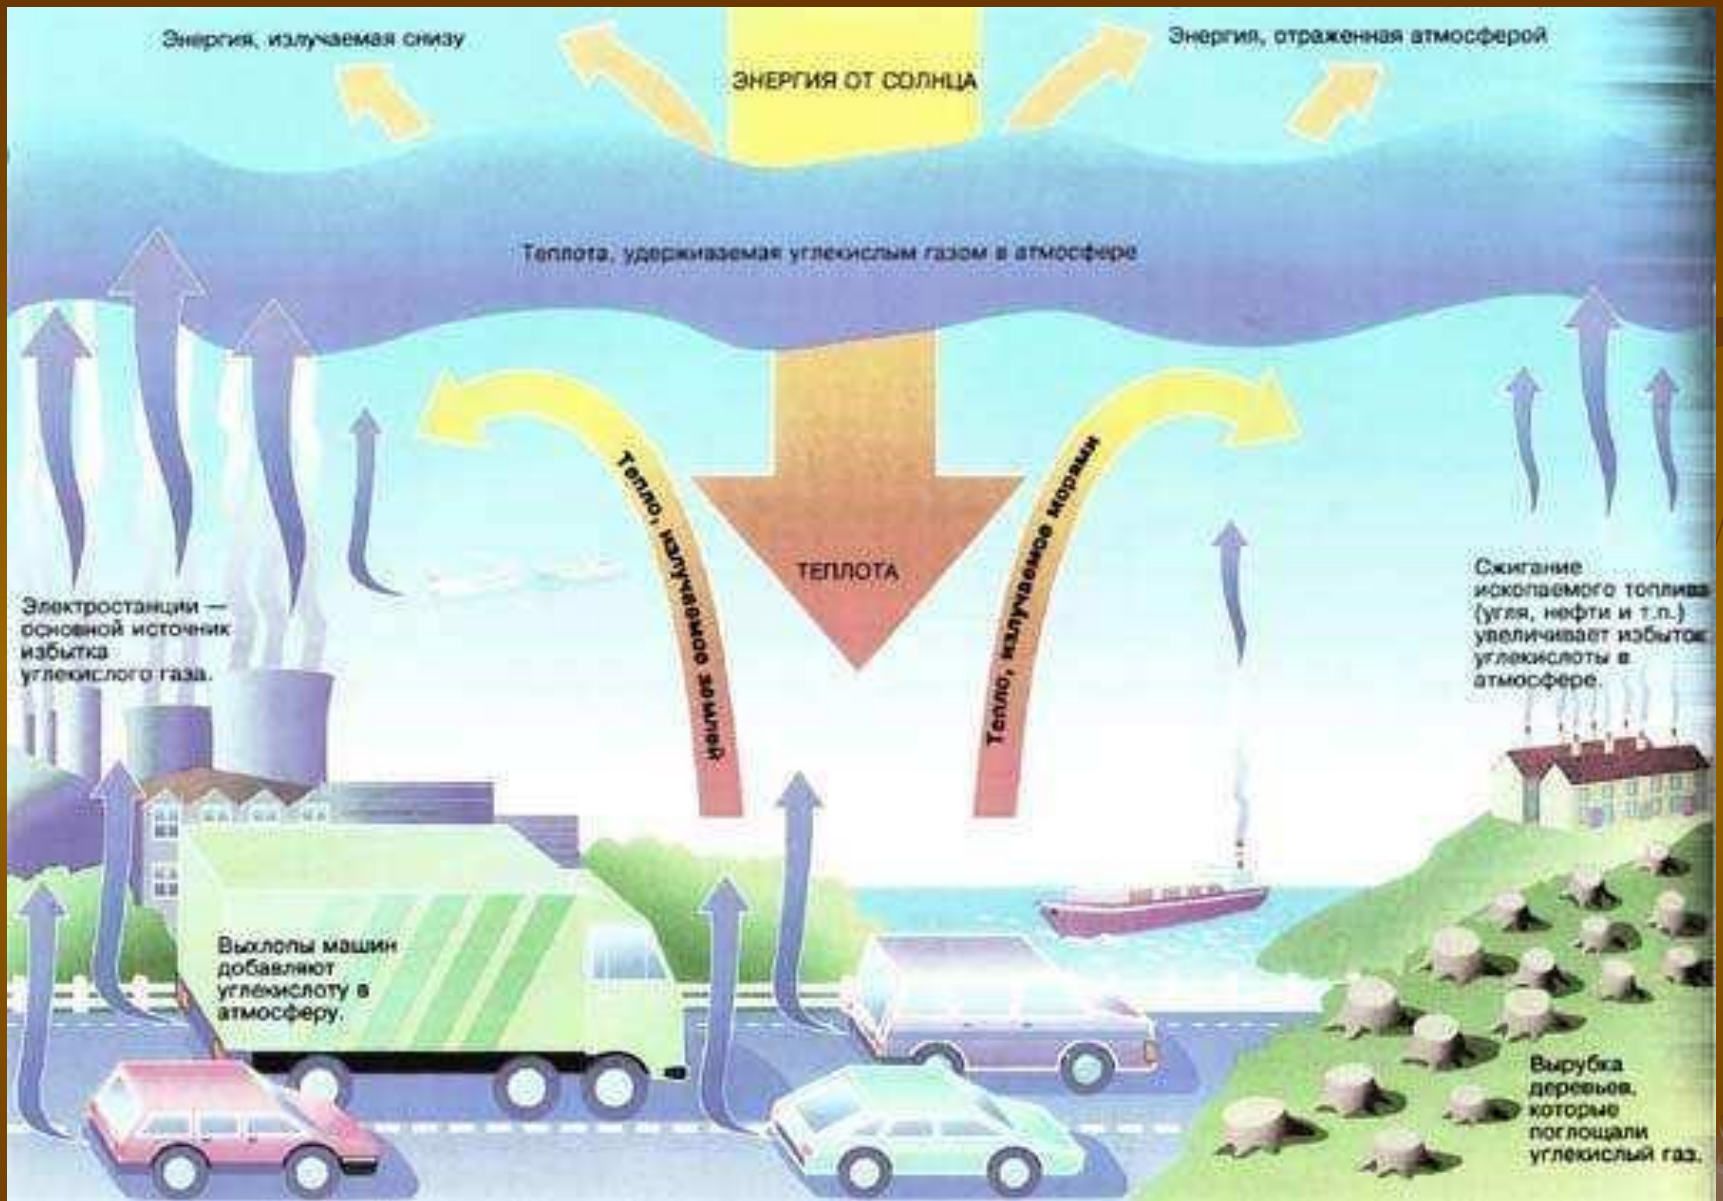 Энергия, излучаемая снизу
ЭНЕРГИЯ ОТ СОЛНЦА
Энергия, отраженная атмосферой
Теплота, удерживаемая углекислым газом в атмосфере
Тепло, излучаемое землей
ТЕПЛОТА
Тепло, излучаемое морями
Электростанции —
основной источник
избытка
углекислого газа.
Сжигание
ископаемого топлива
(угля, нефти и т.п.)
увеличивает избыток
углекислоты в
атмосфере.
Выхлопы машин
добавляют
углекислоту в
атмосферу.
Вырубка
деревьев,
которые
поглощали
углекислый газ.